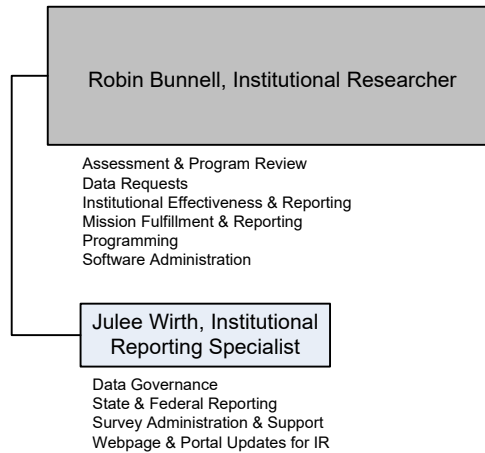 Robin Bunnell, Institutional Researcher
Assessment & Program Review
Data Requests
Institutional Effectiveness & Reporting
Mission Fulfillment & Reporting
Programming
Software Administration
Julee Wirth, Institutional
Reporting Specialist
Data Governance
State & Federal Reporting
Survey Administration & Support
Webpage & Portal Updates for IR